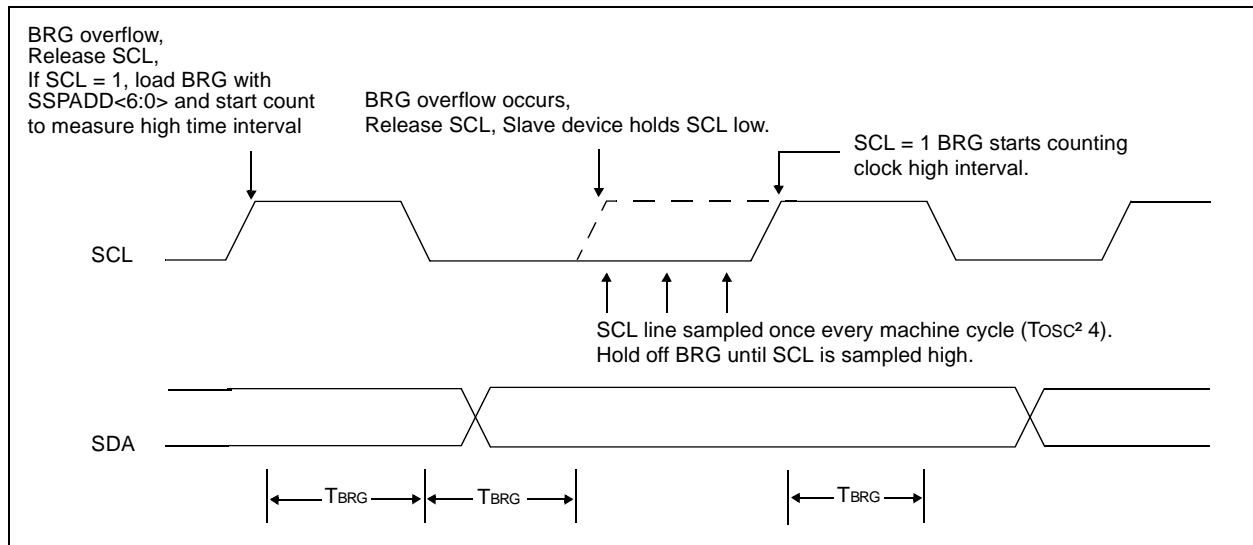 BRG overflow,
Release SCL,
If SCL = 1, load BRG with
SSPADD<6:0> and start count
to measure high time interval
BRG overflow occurs,
Release SCL, Slave device holds SCL low.
SCL = 1 BRG starts counting
clock high interval.
SCL
SCL line sampled once every machine cycle (TOSC² 4).
Hold off BRG until SCL is sampled high.
SDA
TBRG
TBRG
TBRG